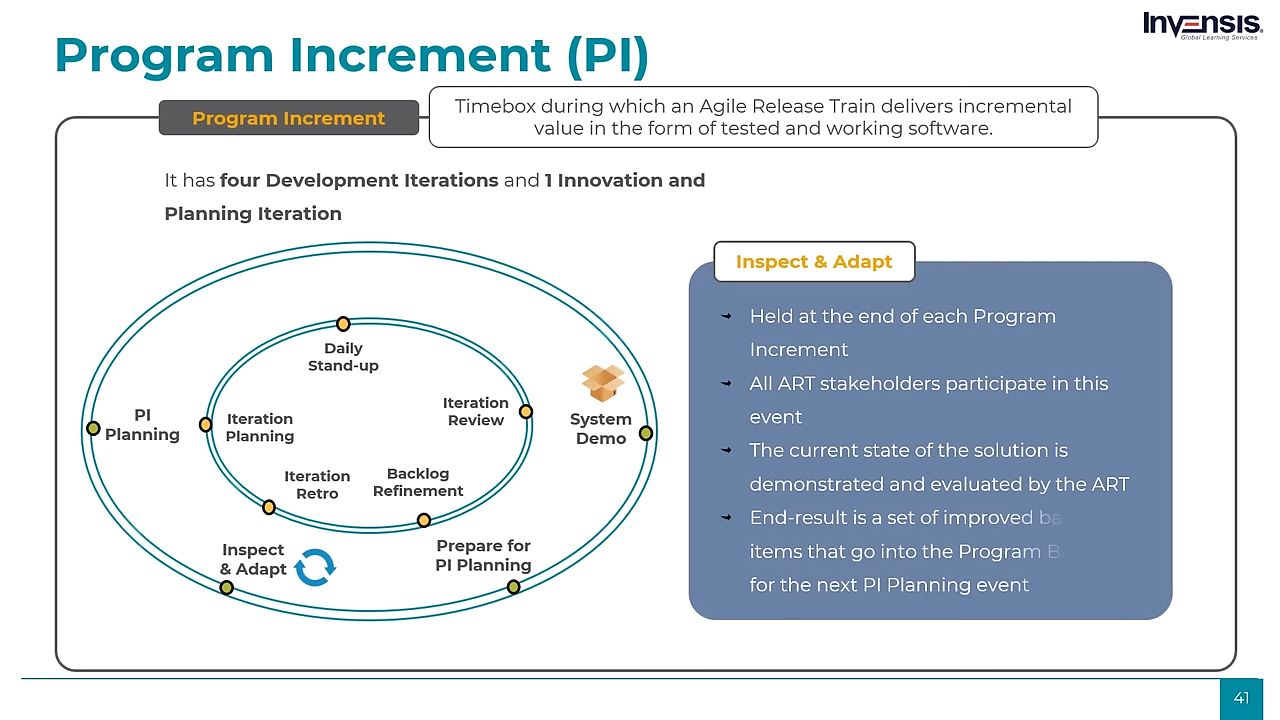 Invensis
Global Learning Services
Program Increment (PI)
Program Increment
Timebox during which an Agile Release Train delivers incremental
value in the form of tested and working software.
It has four Development Iterations and 1 Innovation and
Planning Iteration
Daily
Stand-up
PI
Planning
Iteration
Planning
Iteration
Review
System
Demo
Iteration
Retro
Backlog
Refinement
Inspect
& Adapt
Prepare for
PI Planning
Inspect & Adapt
Held at the end of each Program
Increment
All ART stakeholders participate in this
event
The current state of the solution is
demonstrated and evaluated by the ART
End-result is a set of improved
items that go into the Program
for the next PI Planning event
41